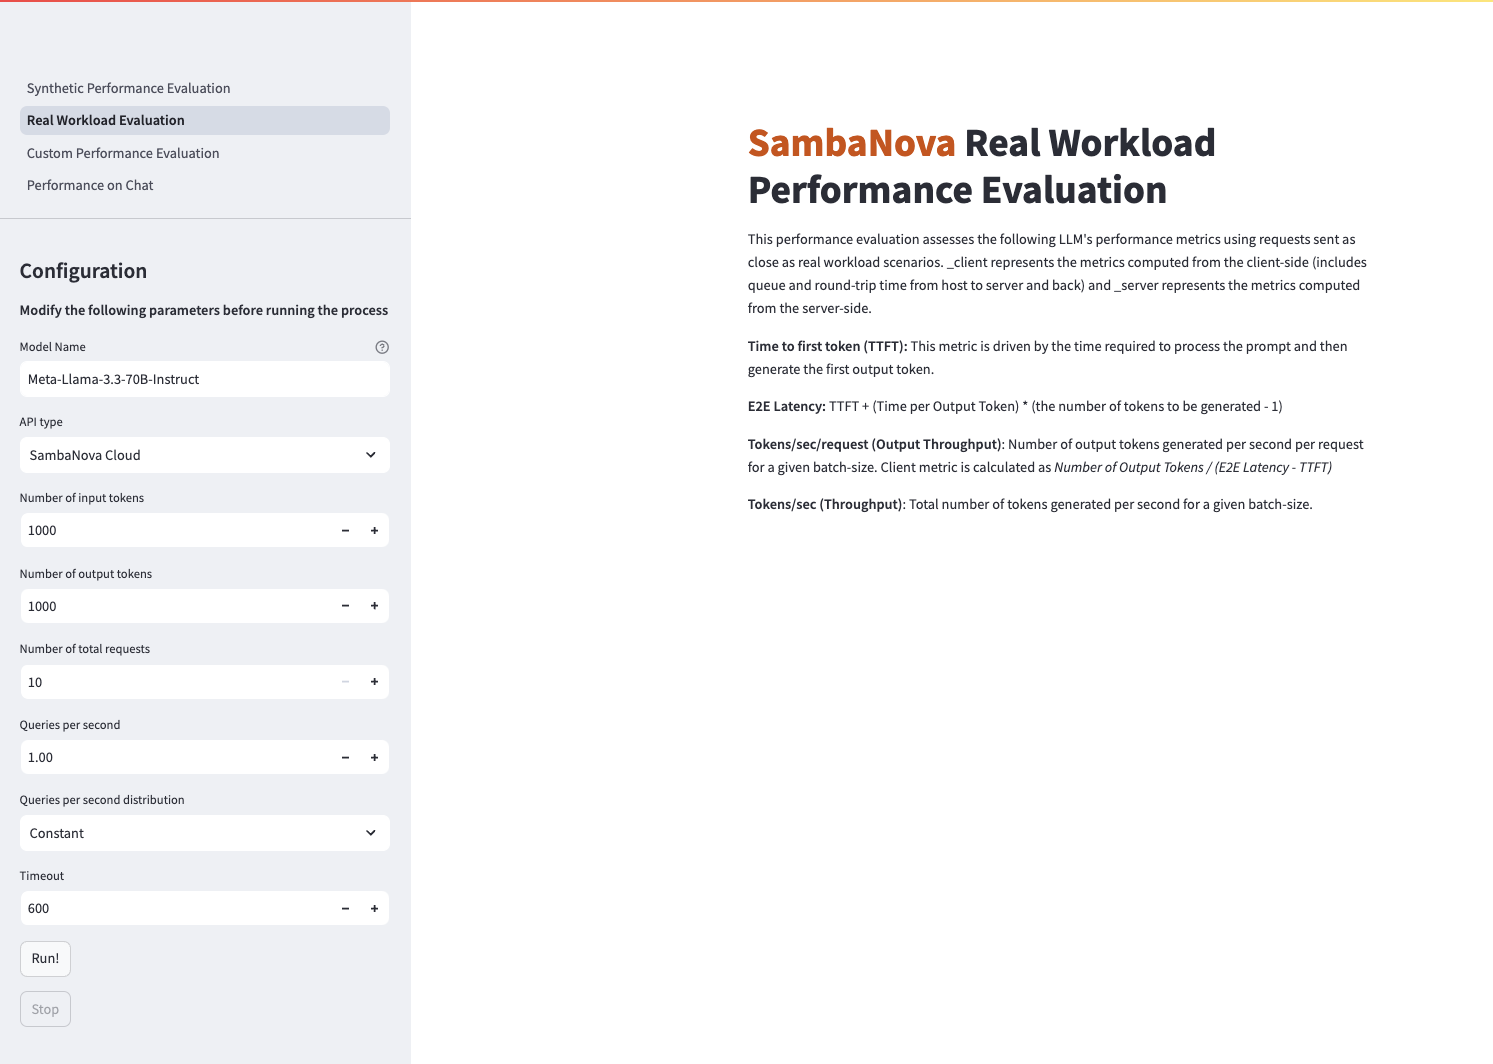 Synthetic Performance Evaluation
Real Workload Evaluation
Custom Performance Evaluation
Performance on Chat
Configuration
Modify the following parameters before running the process
Model Name
Meta-Llama-3.3-70B-Instruct
API type
SambaNova Cloud
Number of input tokens
1000
Number of output tokens
1000
Number of total requests
10
Queries per second
1.00
Queries per second distribution
Constant
Timeout
600
Run!
Stop
SambaNova Real Workload
Performance Evaluation
This performance evaluation assesses the following LLM's performance metrics using requests sent as
close as real workload scenarios. _client represents the metrics computed from the client-side (includes
queue and round-trip time from host to server and back) and _server represents the metrics computed
from the server-side.
Time to first token (TTFT): This metric is driven by the time required to process the prompt and then
generate the first output token.
E2E Latency: TTFT + (Time per Output Token) * (the number of tokens to be generated - 1)
Tokens/sec/request (Output Throughput): Number of output tokens generated per second per request
for a given batch-size. Client metric is calculated as Number of Output Tokens / (E2E Latency - TTFT)
Tokens/sec (Throughput): Total number of tokens generated per second for a given batch-size.